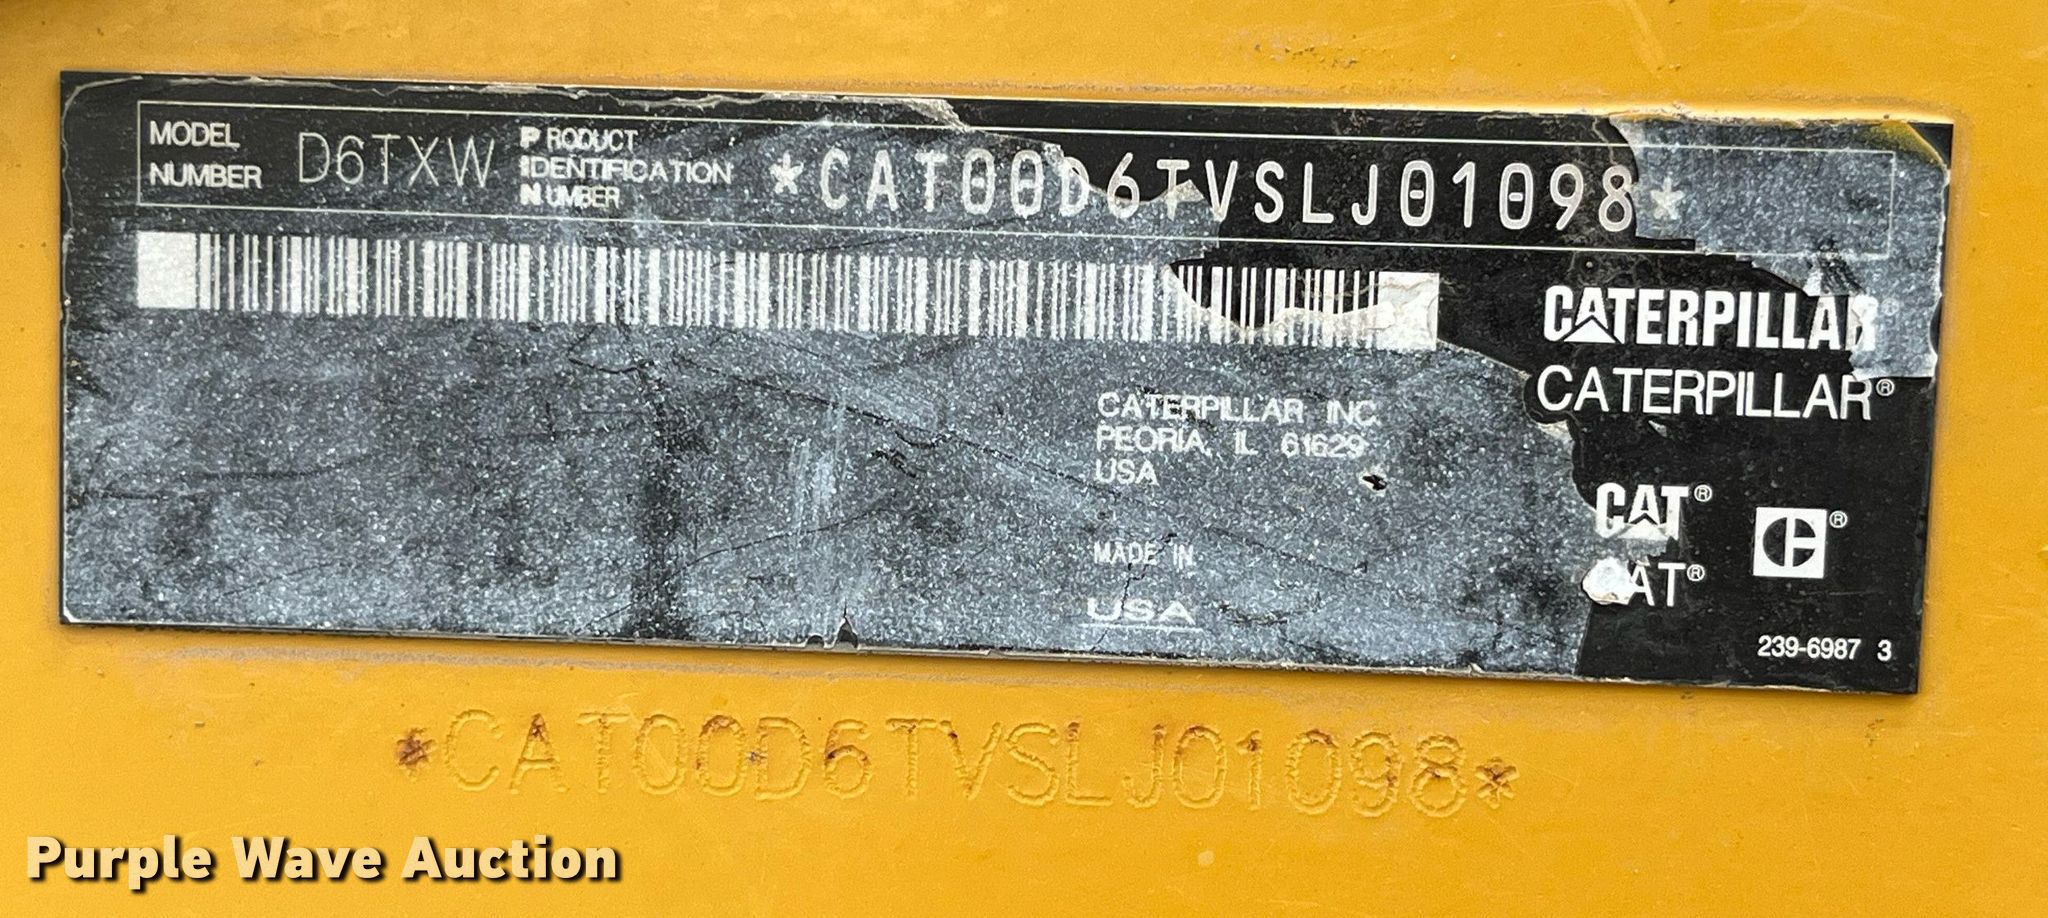 MODEL NUMBER D6TXW PRODUCT IDENTIFICATION NUMBER *CAT00D6TVSLJ01098*
CATERPILLAR®
CATERPILLAR®
CATERPILLAR INC.
PEORIA, IL 61629
USA
CAT®
CAT®
MADE IN
USA
239-6987 3
*CAT00D6TVSLJ01098*
Purple Wave Auction